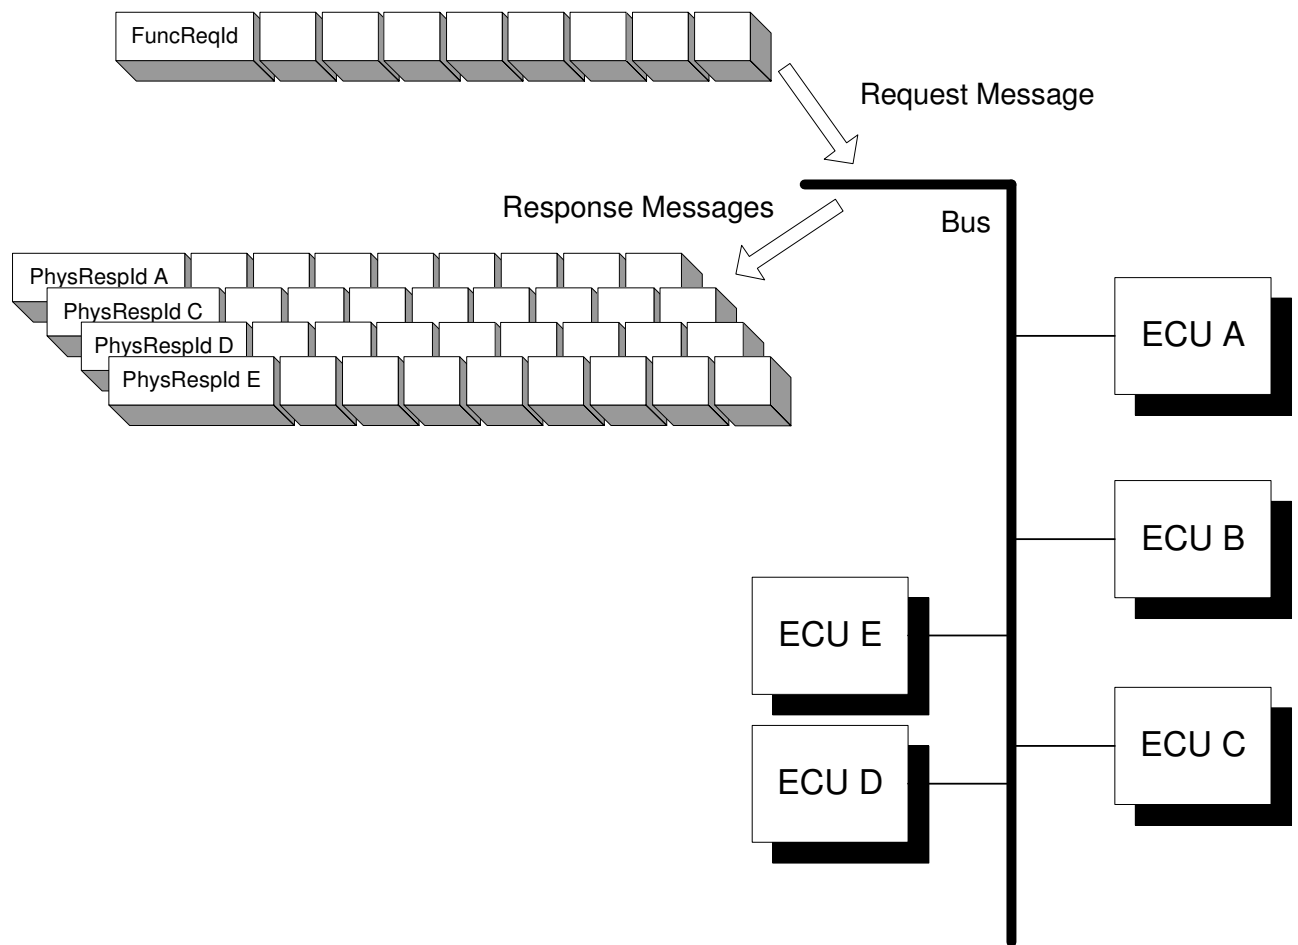 FuncReqId
Request Message
Response Messages
Bus
PhysRespId A
PhysRespId C
PhysRespId D
PhysRespId E
ECU A
ECU B
ECU E
ECU C
ECU D